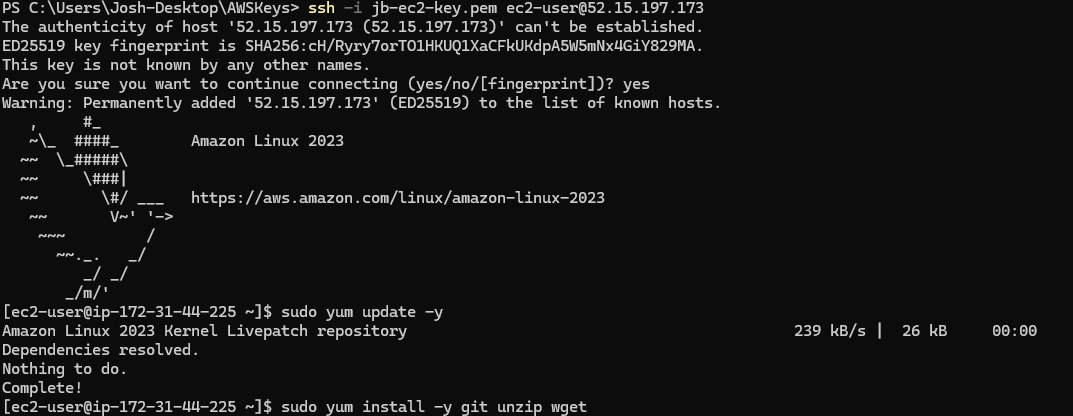 PS C:\Users\Josh-Desktop\AWSKeys> ssh -i jb-ec2-key.pem ec2-user@52.15.197.173
The authenticity of host '52.15.197.173 (52.15.197.173)' can't be established.
ED25519 key fingerprint is SHA256:cH/Ryry7orTO1HKUQ1XaCFkUKdpA5W5mNx4GiY829MA.
This key is not known by any other names.
Are you sure you want to continue connecting (yes/no/[fingerprint])? yes
Warning: Permanently added '52.15.197.173' (ED25519) to the list of known hosts.
   ,     #_
   ~\_  ####_        Amazon Linux 2023
  ~~  \_#####\
  ~~     \###|
  ~~       \#/ ___   https://aws.amazon.com/linux/amazon-linux-2023
   ~~       V~' '->
    ~~~         /
      ~~._.   _/
         _/ _/
       _/m/'
[ec2-user@ip-172-31-44-225 ~]$ sudo yum update -y
Amazon Linux 2023 Kernel Livepatch repository                                             239 kB/s |  26 kB     00:00
Dependencies resolved.
Nothing to do.
Complete!
[ec2-user@ip-172-31-44-225 ~]$ sudo yum install -y git unzip wget